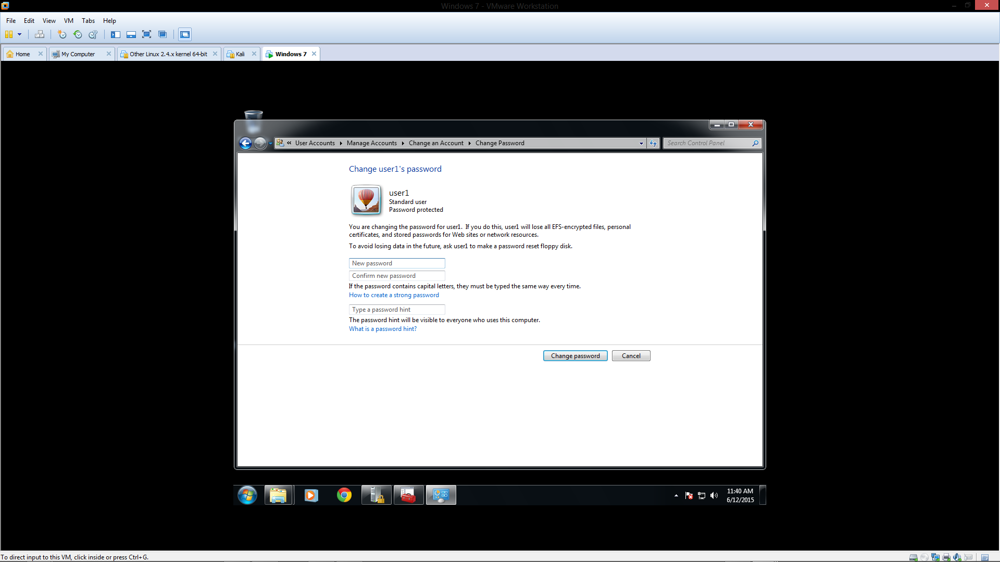 Windows 7 - VMware Workstation
File Edit View VM Tabs Help
Home My Computer Other Linux 2.4.x kernel 64-bit Kali Windows 7
« User Accounts Manage Accounts Change an Account Change Password Search Control Panel
Change user1's password
user1
Standard user
Password protected
You are changing the password for user1. If you do this, user1 will lose all EFS-encrypted files, personal
certificates, and stored passwords for Web sites or network resources.
To avoid losing data in the future, ask user1 to make a password reset floppy disk.
New password
Confirm new password
If the password contains capital letters, they must be typed the same way every time.
How to create a strong password
Type a password hint
The password hint will be visible to everyone who uses this computer.
What is a password hint?
Change password Cancel
11:40 AM
6/12/2015
To direct input to this VM, click inside or press Ctrl+G.